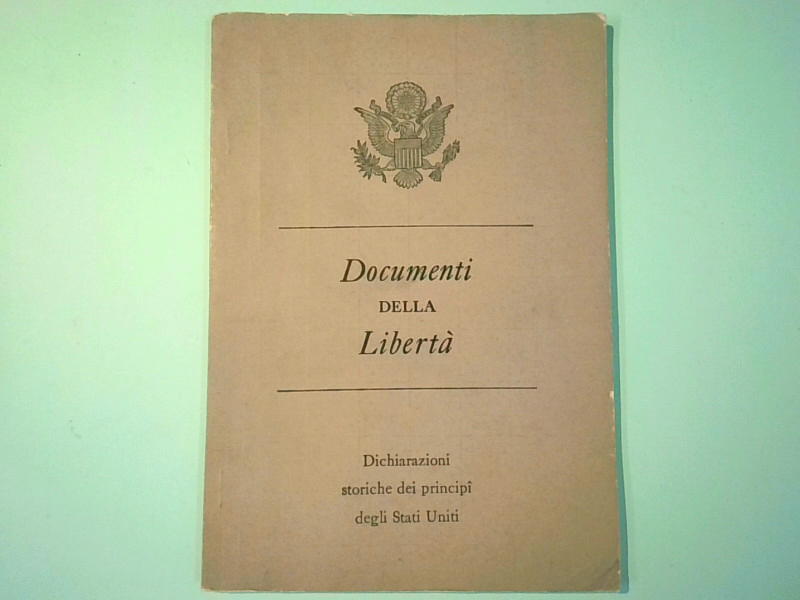 Documenti
DELLA
Libertà
Dichiarazioni
storiche dei principî
degli Stati Uniti